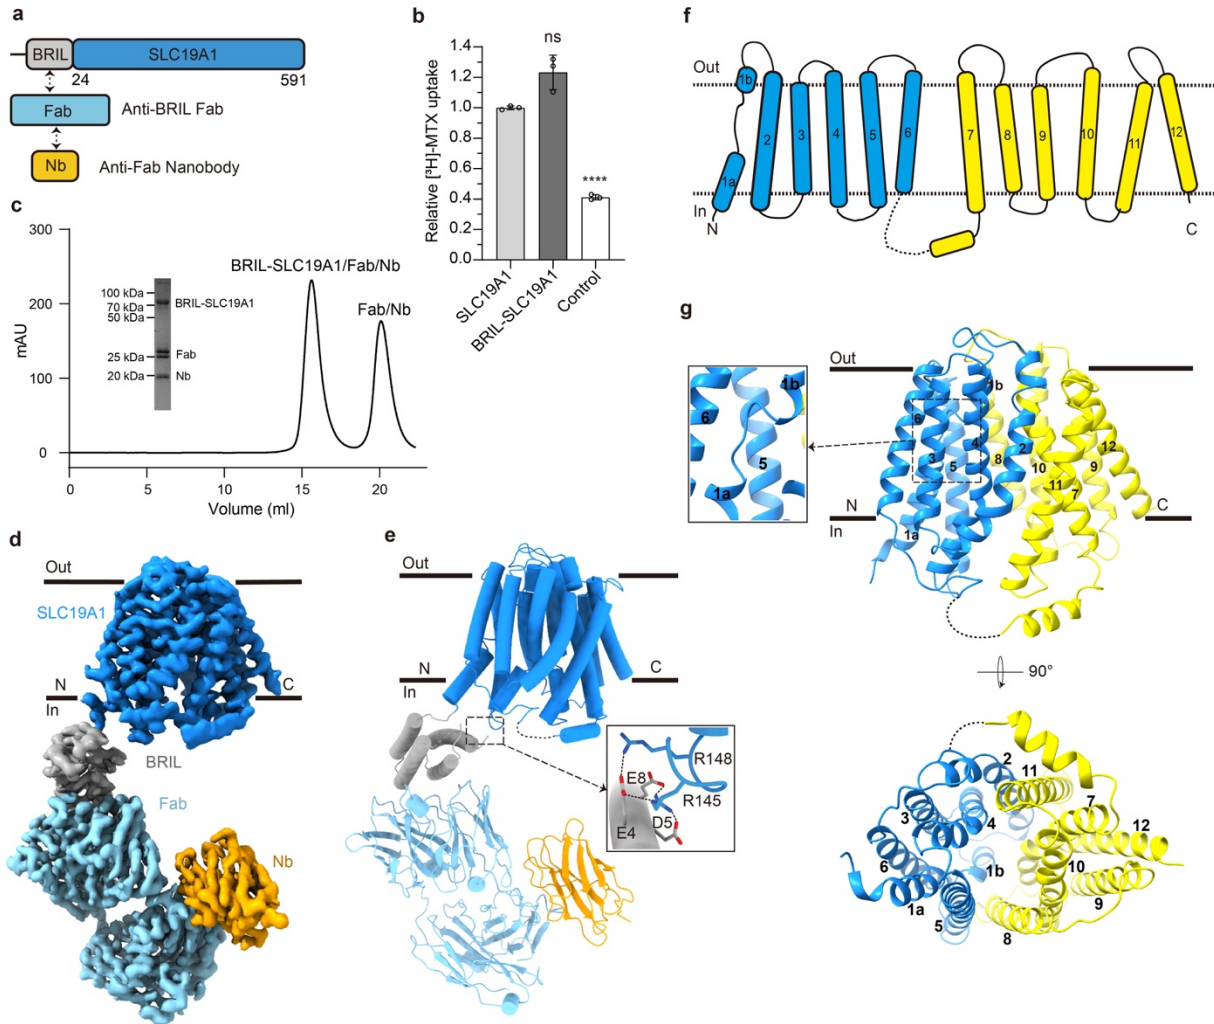 a
BRIL
SLC19A1
24
591
Fab
Anti-BRIL Fab
Nb
Anti-Fab Nanobody
b
Relative [³H]-MTX uptake
1.4
1.2
1.0
0.8
0.6
0.4
0.2
0.0
ns
****
SLC19A1
BRIL-SLC19A1
Control
c
mAU
300
200
100
0
0
5
10
15
20
Volume (ml)
BRIL-SLC19A1/Fab/Nb
Fab/Nb
100 kDa
70 kDa
50 kDa
25 kDa
20 kDa
BRIL-SLC19A1
Fab
Nb
d
Out
SLC19A1
N
In
C
BRIL
Fab
Nb
e
Out
N
In
C
R148
E8
R145
D5
E4
f
Out
1b
2
3
4
5
6
7
8
9
10
11
12
1a
In
N
C
g
Out
1b
6
5
1a
1b
6
4
2
12
3
5
8
10
9
11
7
N
C
In
1a
90°
2
11
3
4
7
12
6
1b
10
1a
9
5
8